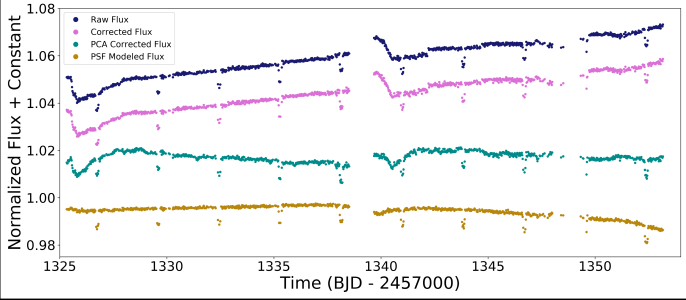 1.08
1.06
1.04
1.02
1.00
0.98
Normalized Flux + Constant
Raw Flux
Corrected Flux
PCA Corrected Flux
PSF Modeled Flux
1325 1330 1335 1340 1345 1350
Time (BJD - 2457000)